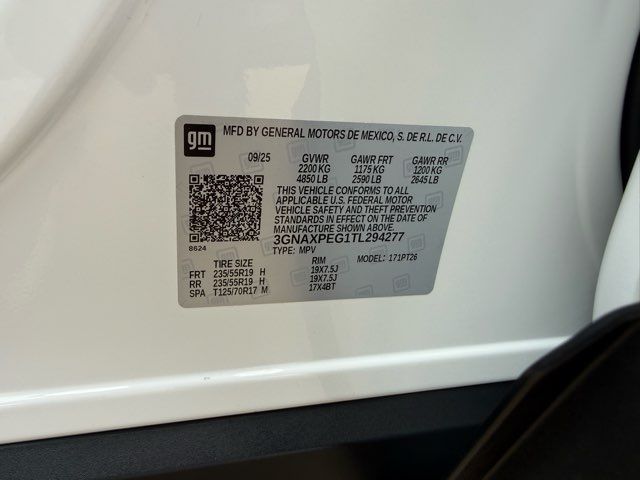 gm
MFD BY GENERAL MOTORS DE MEXICO, S. DE R.L. DE C.V.
09/25 GVWR GAWR FRT GAWR RR
2200 KG 1175 KG 1200 KG
4850 LB 2590 LB 2645 LB
THIS VEHICLE CONFORMS TO ALL
APPLICABLE U.S. FEDERAL MOTOR
VEHICLE SAFETY AND THEFT PREVENTION
STANDARDS IN EFFECT ON THE DATE OF
MANUFACTURE SHOWN ABOVE.
3GNAXPEG1TL294277
8624
TYPE: MPV MODEL: 171PT26
TIRE SIZE RIM
FRT 235/55R19 H 19X7.5J
RR 235/55R19 H 19X7.5J
SPA T125/70R17 M 17X4BT